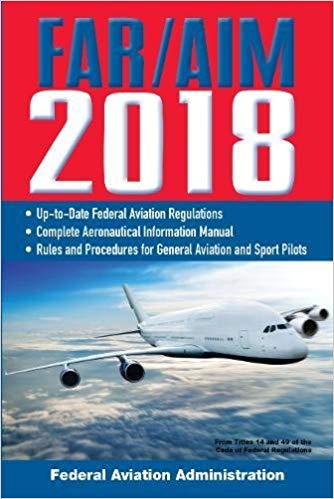 FAR/AIM
2018
• Up-to-Date Federal Aviation Regulations
• Complete Aeronautical Information Manual
• Rules and Procedures for General Aviation and Sport Pilots
From Titles 14 and 49 of the
Code of Federal Regulations
Federal Aviation Administration